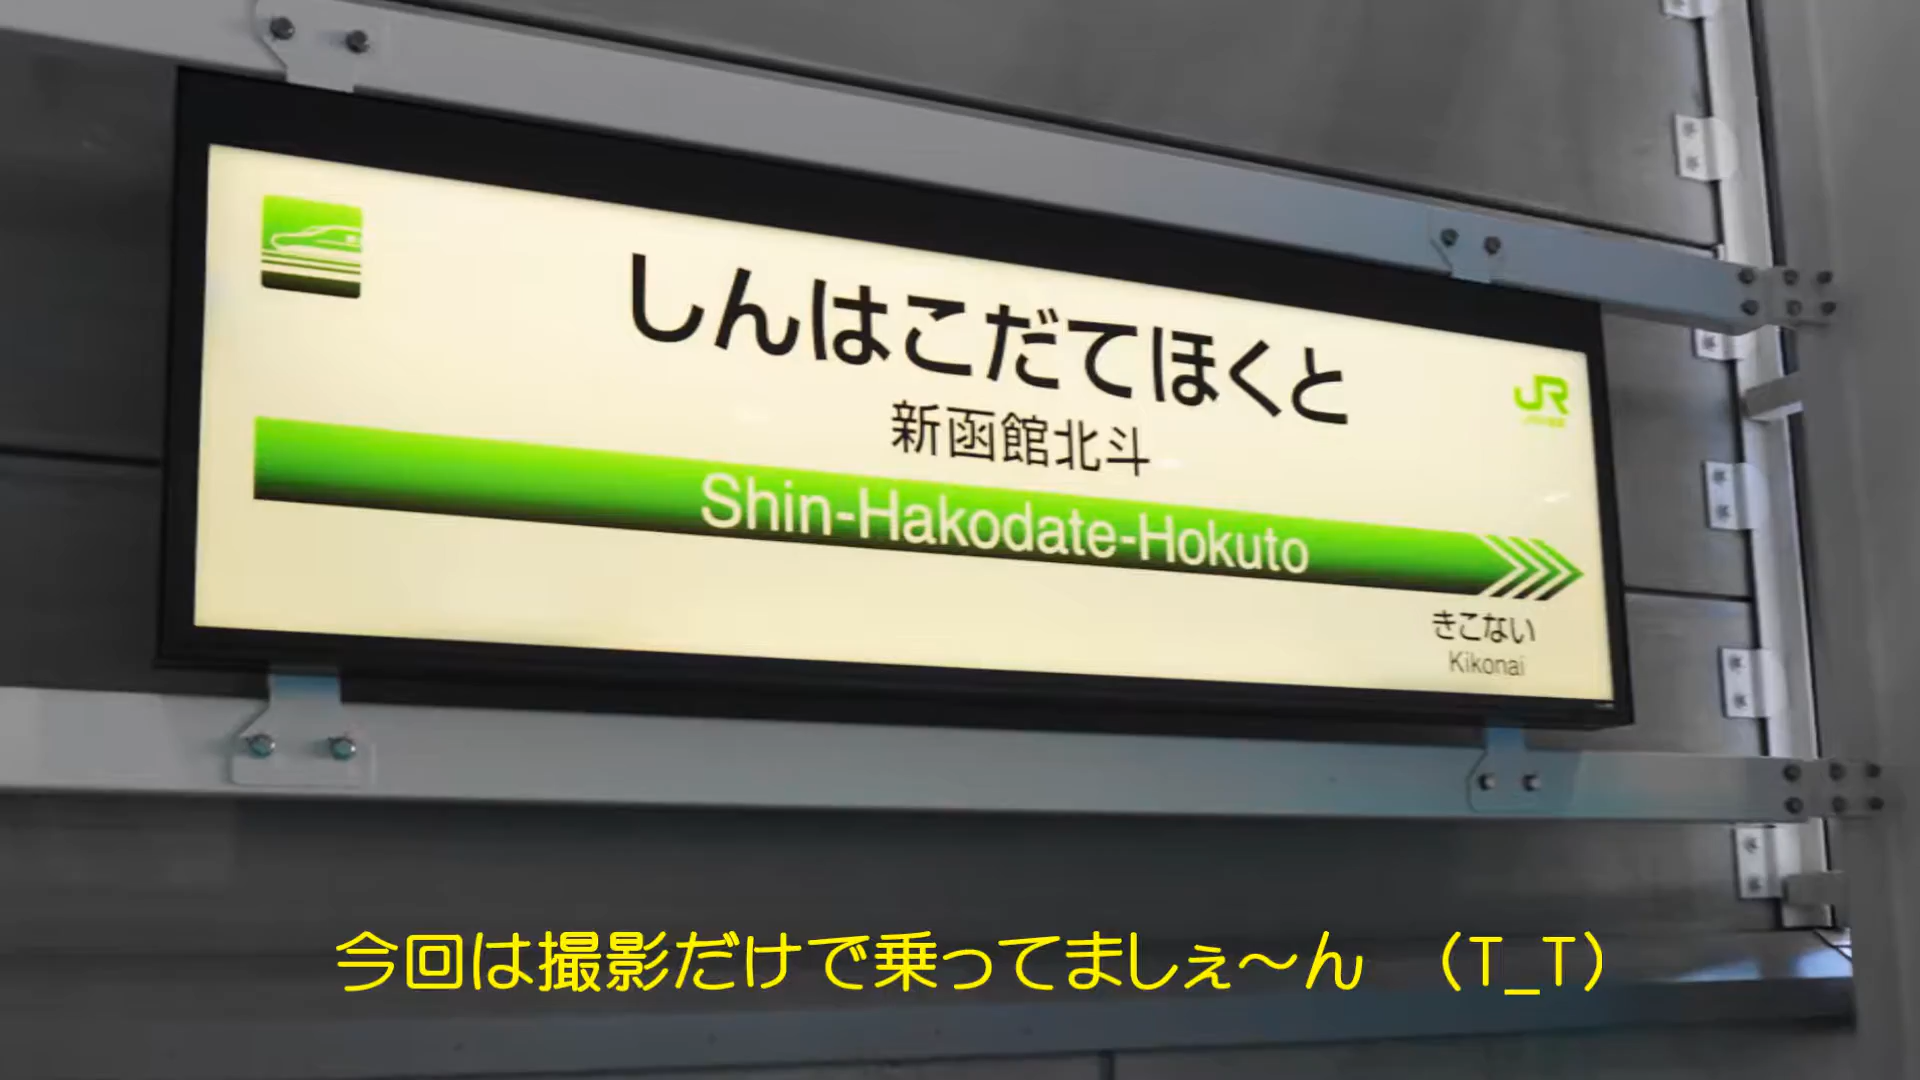 しんはこだてほくと
新函館北斗
Shin-Hakodate-Hokuto
JR
きこない
Kikonai
今回は撮影だけで乗ってましぇ～ん （T_T）